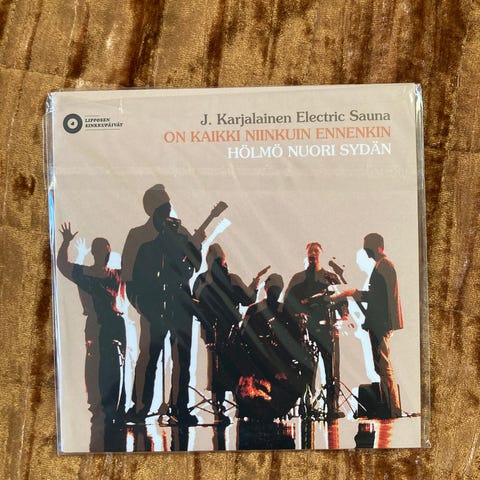 LIPPOSEN
SINKKUPÄIVÄT
J. Karjalainen Electric Sauna
ON KAIKKI NIINKUIN ENNENKIN
HÖLMÖ NUORI SYDÄN